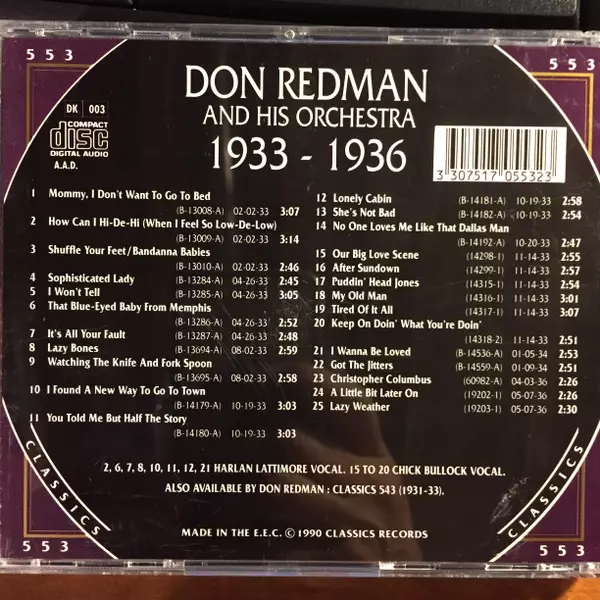 553
553
DON REDMAN
AND HIS ORCHESTRA
1933 - 1936
DK 003
COMPACT
disc
DIGITAL AUDIO
A.A.D.
3 307517 055323
1 Mommy, I Don't Want To Go To Bed
(B-13008-A) 02-02-33 3:07
2 How Can I Hi-De-Hi (When I Feel So Low-De-Low)
(B-13009-A) 02-02-33 3:14
3 Shuffle Your Feet/Bandanna Babies
(B-13010-A) 02-02-33 2:46
4 Sophisticated Lady (B-13284-A) 04-26-33 2:45
5 I Won't Tell (B-13285-A) 04-26-33 3:05
6 That Blue-Eyed Baby From Memphis
(B-13286-A) 04-26-33 2:52
7 It's All Your Fault (B-13287-A) 04-26-33 2:48
8 Lazy Bones (B-13694-A) 08-02-33 2:59
9 Watching The Knife And Fork Spoon
(B-13695-A) 08-02-33 2:58
10 I Found A New Way To Go To Town
(B-14179-A) 10-19-33 3:03
11 You Told Me But Half The Story
(B-14180-A) 10-19-33 3:03
12 Lonely Cabin (B-14181-A) 10-19-33 2:58
13 She's Not Bad (B-14182-A) 10-19-33 2:54
14 No One Loves Me Like That Dallas Man
(B-14192-A) 10-20-33 2:47
15 Our Big Love Scene (14298-1) 11-14-33 2:55
16 After Sundown (14299-1) 11-14-33 2:57
17 Puddin' Head Jones (14315-1) 11-14-33 2:54
18 My Old Man (14316-1) 11-14-33 3:01
19 Tired Of It All (14317-1) 11-14-33 3:07
20 Keep On Doin' What You're Doin'
(14318-2) 11-14-33 2:51
21 I Wanna Be Loved (B-14536-A) 01-05-34 2:53
22 Got The Jitters (B-14559-A) 01-09-34 2:51
23 Christopher Columbus (60982-A) 04-03-36 2:26
24 A Little Bit Later On (19202-1) 05-07-36 2:26
25 Lazy Weather (19203-1) 05-07-36 2:30
2, 6, 7, 8, 10, 11, 12, 21 HARLAN LATTIMORE VOCAL. 15 TO 20 CHICK BULLOCK VOCAL.
ALSO AVAILABLE BY DON REDMAN : CLASSICS 543 (1931-33).
MADE IN THE E.E.C. © 1990 CLASSICS RECORDS
CLASSICS
CLASSICS
553
553